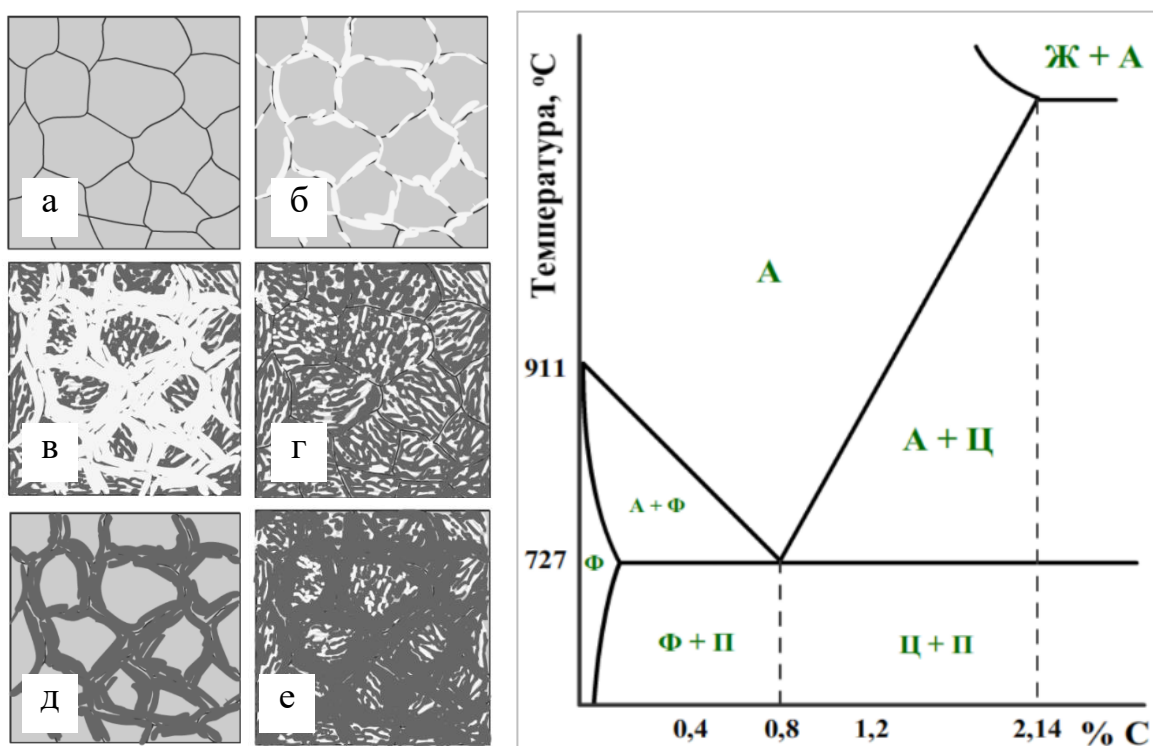 а
б
в
г
д
е
Температура, °C
Ж + А
А
911
А + Ц
А + Ф
727
Ф
Ф + П
Ц + П
0,4
0,8
1,2
2,14
% C